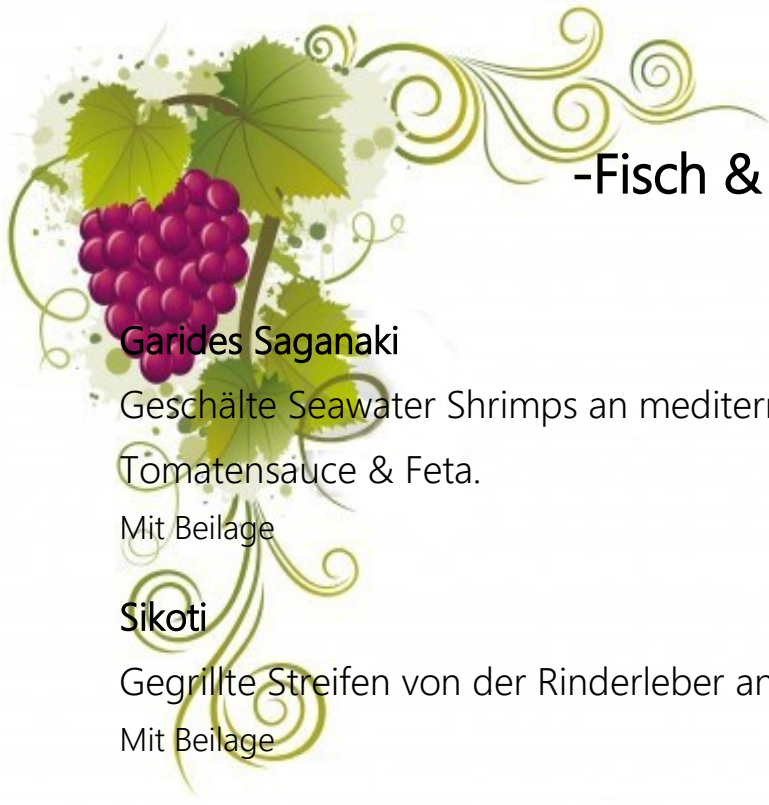 -Fisch &
Garides Saganaki
Geschälte Seawater Shrimps an mediterr
Tomatensauce & Feta.
Mit Beilage
Sikoti
Gegrillte Streifen von der Rinderleber an
Mit Beilage